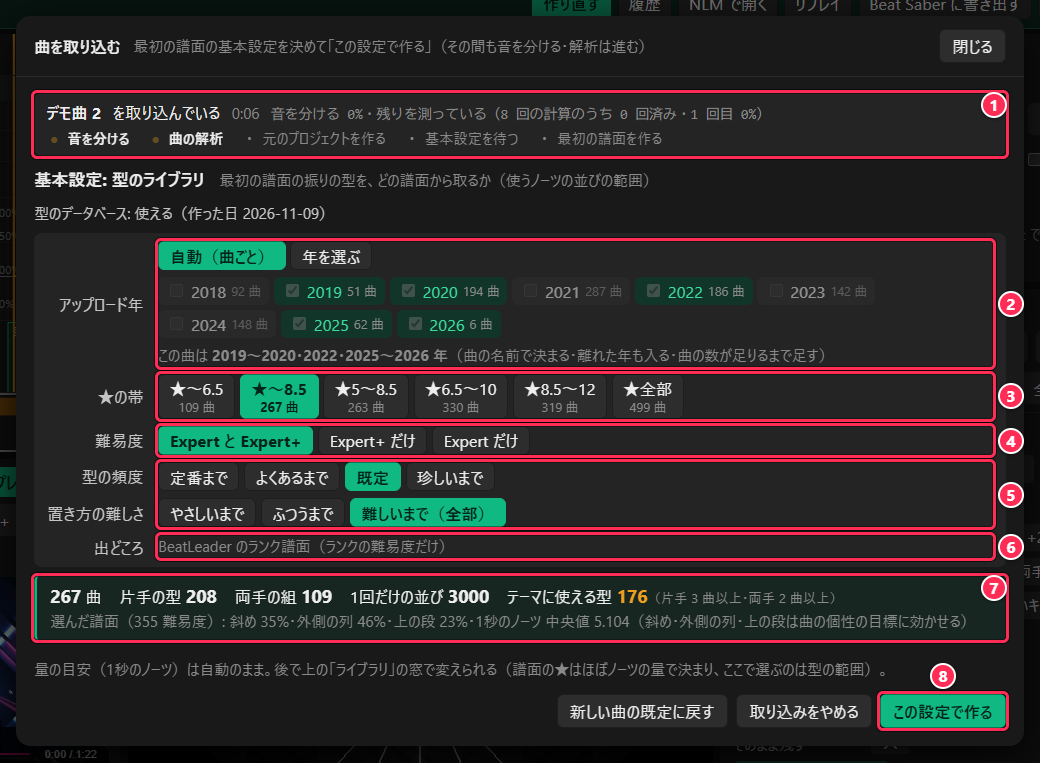 作り直す 履歴 NLM で開く リプレイ Beat Saber に書き出す
曲を取り込む 最初の譜面の基本設定を決めて「この設定で作る」（その間も音を分ける・解析は進む） 閉じる
デモ曲 2 を取り込んでいる 0:06 音を分ける 0%・残りを測っている（8 回の計算のうち 0 回済み・1 回目 0%） 1
音を分ける ・ 曲の解析 ・ 元のプロジェクトを作る ・ 基本設定を待つ ・ 最初の譜面を作る
基本設定: 型のライブラリ 最初の譜面の振りの型を、どの譜面から取るか（使うノーツの並びの範囲）
型のデータベース: 使える（作った日 2026-11-09）
自動（曲ごと） 年を選ぶ
アップロード年 2018 92 曲 2019 51 曲 2020 194 曲 2021 287 曲 2022 186 曲 2023 142 曲 2
2024 148 曲 2025 62 曲 2026 6 曲
この曲は 2019～2020・2022・2025～2026 年（曲の名前で決まる・離れた年も入る・曲の数が足りるまで足す）
★の帯 ★～6.5 ★～8.5 ★5～8.5 ★6.5～10 ★8.5～12 ★全部 3
109 曲 267 曲 263 曲 330 曲 319 曲 499 曲
難易度 Expert と Expert+ Expert+ だけ Expert だけ 4
型の頻度 定番まで よくあるまで 既定 珍しいまで 5
置き方の難しさ やさしいまで ふつうまで 難しいまで（全部）
出どころ BeatLeader のランク譜面（ランクの難易度だけ） 6
267 曲 片手の型 208 両手の組 109 1回だけの並び 3000 テーマに使える型 176（片手 3 曲以上・両手 2 曲以上） 7
選んだ譜面（355 難易度）: 斜め 35%・外側の列 46%・上の段 23%・1秒のノーツ 中央値 5.104（斜め・外側の列・上の段は曲の個性の目標に効かせる）
量の目安（1秒のノーツ）は自動のまま。後で上の「ライブラリ」の窓で変えられる（譜面の★はほぼノーツの量で決まり、ここで選ぶのは型の範囲）。
8
新しい曲の既定に戻す 取り込みをやめる この設定で作る
0:00 / 1:22